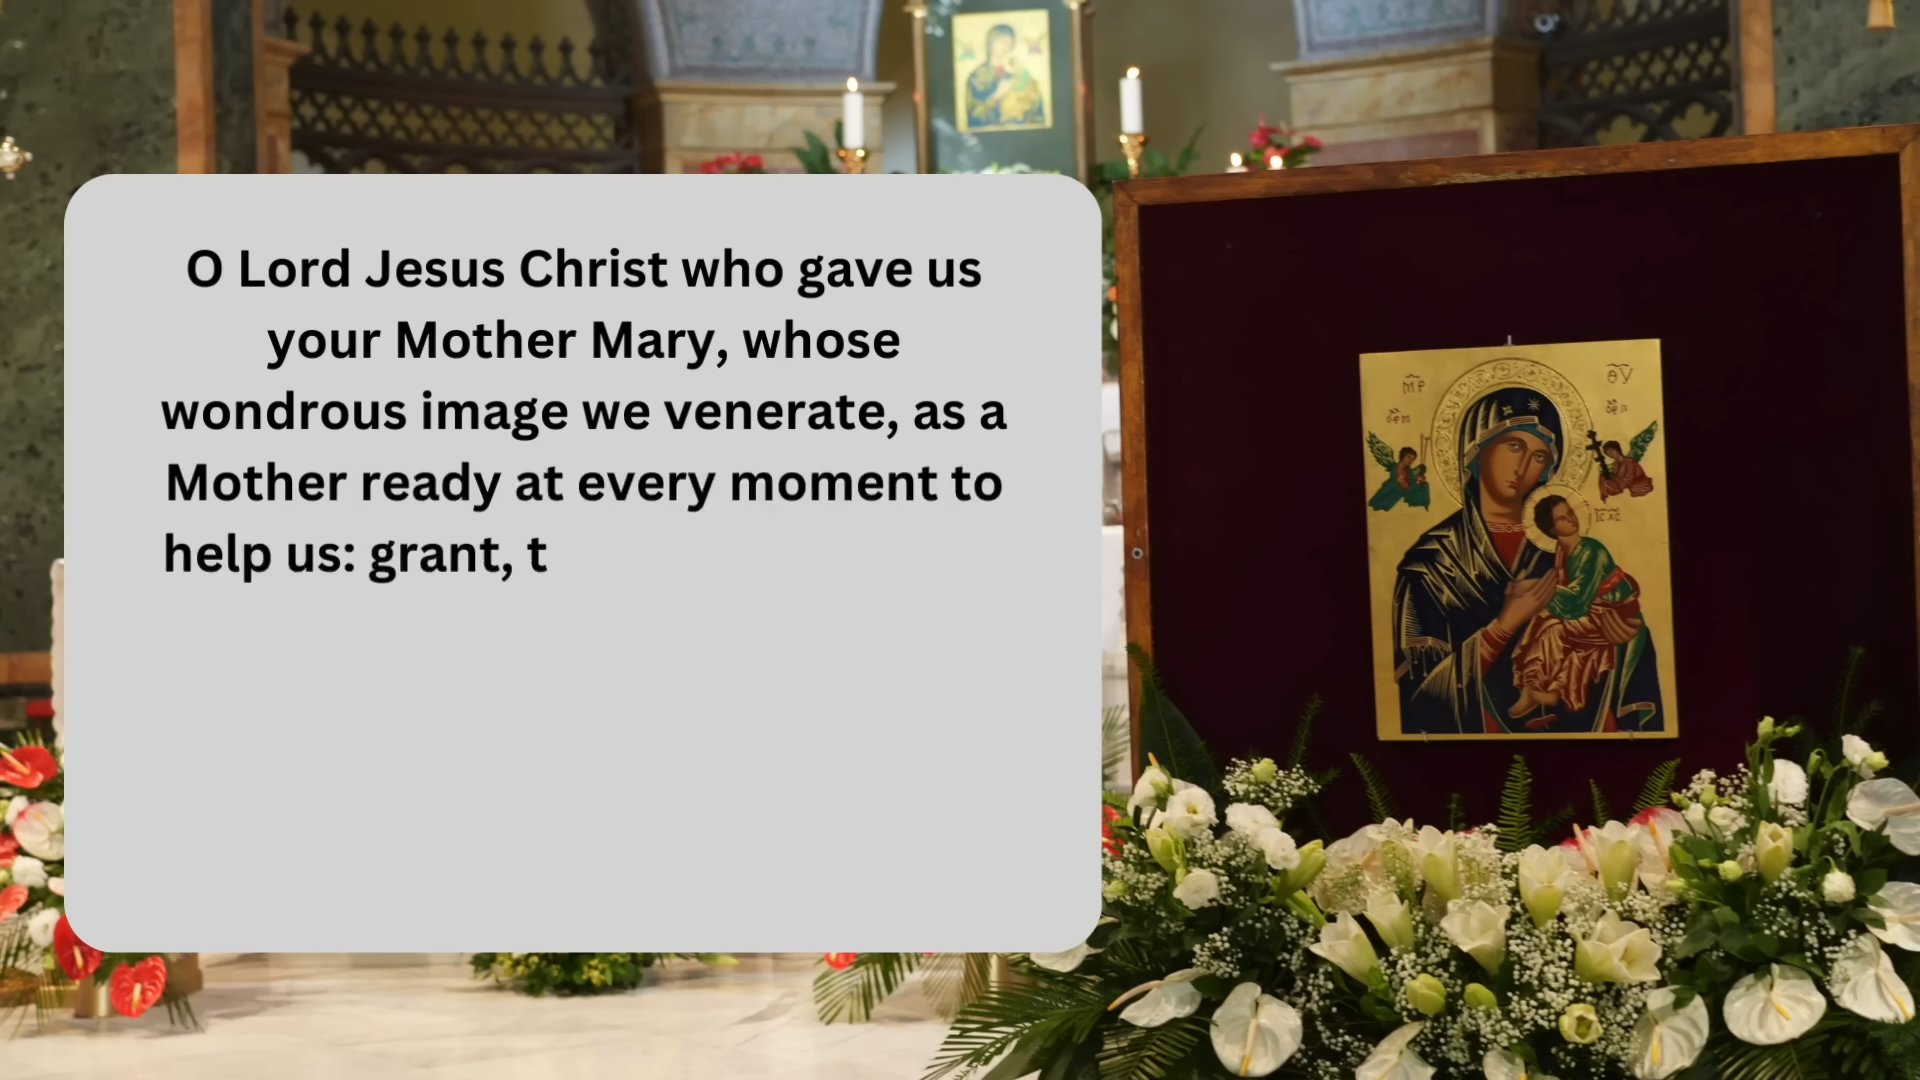 O Lord Jesus Christ who gave us
your Mother Mary, whose
wondrous image we venerate, as a
Mother ready at every moment to
help us: grant, t